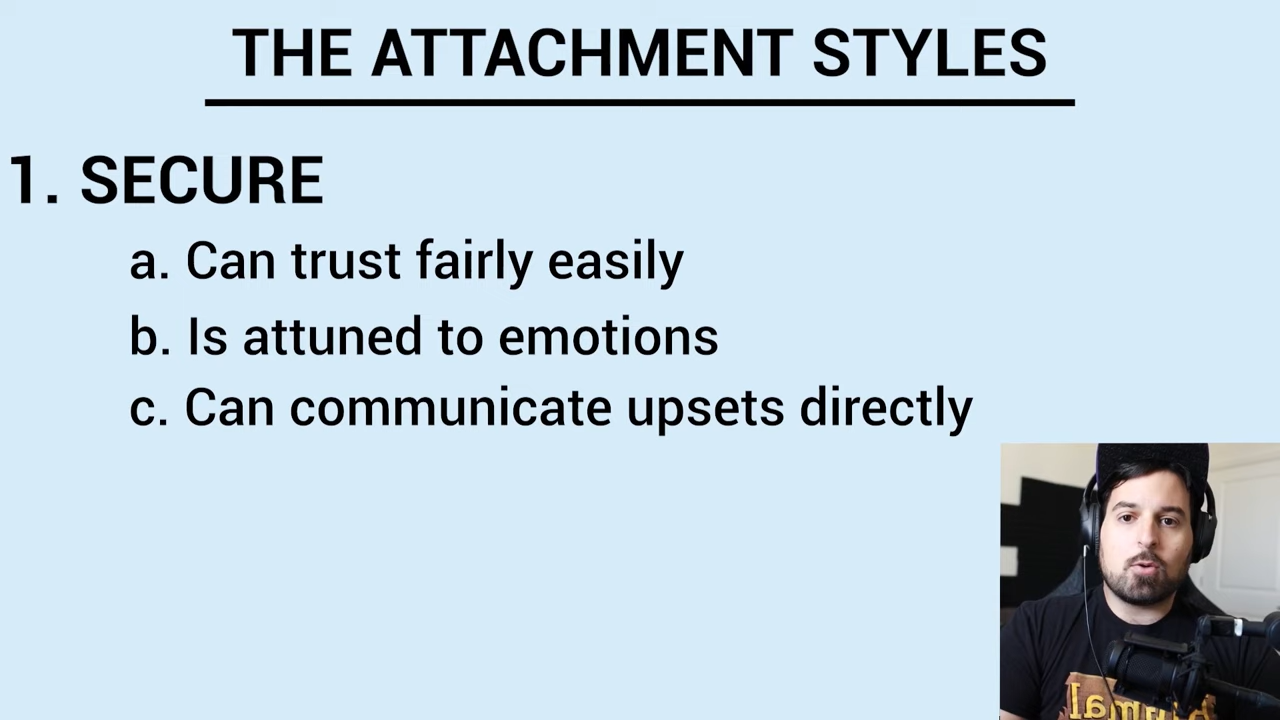 THE ATTACHMENT STYLES
1. SECURE
a. Can trust fairly easily
b. Is attuned to emotions
c. Can communicate upsets directly